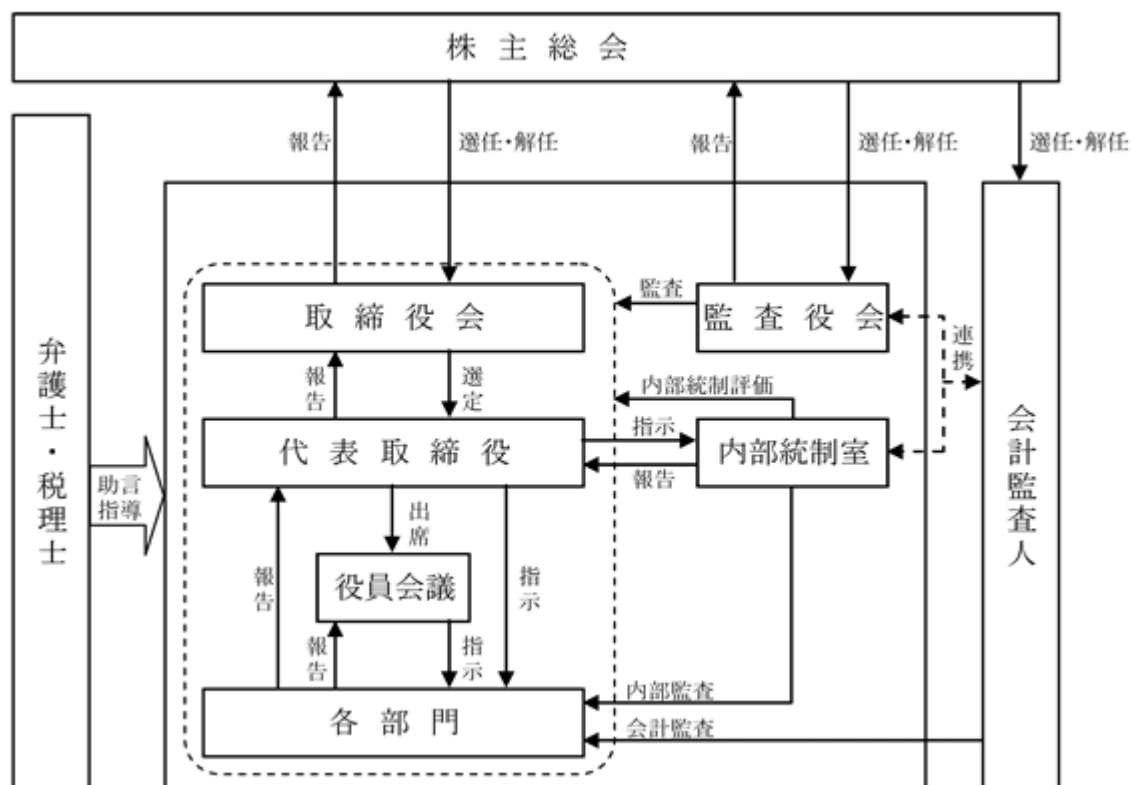 株主総会
報告
選任・解任
報告
選任・解任
選任・解任
弁護士・税理士
助言
指導
取締役会
監査
監査役会
連携
会計監査人
報告
選定
内部統制評価
代表取締役
指示
報告
内部統制室
出席
役員会議
報告
指示
報告
指示
各部門
内部監査
会計監査